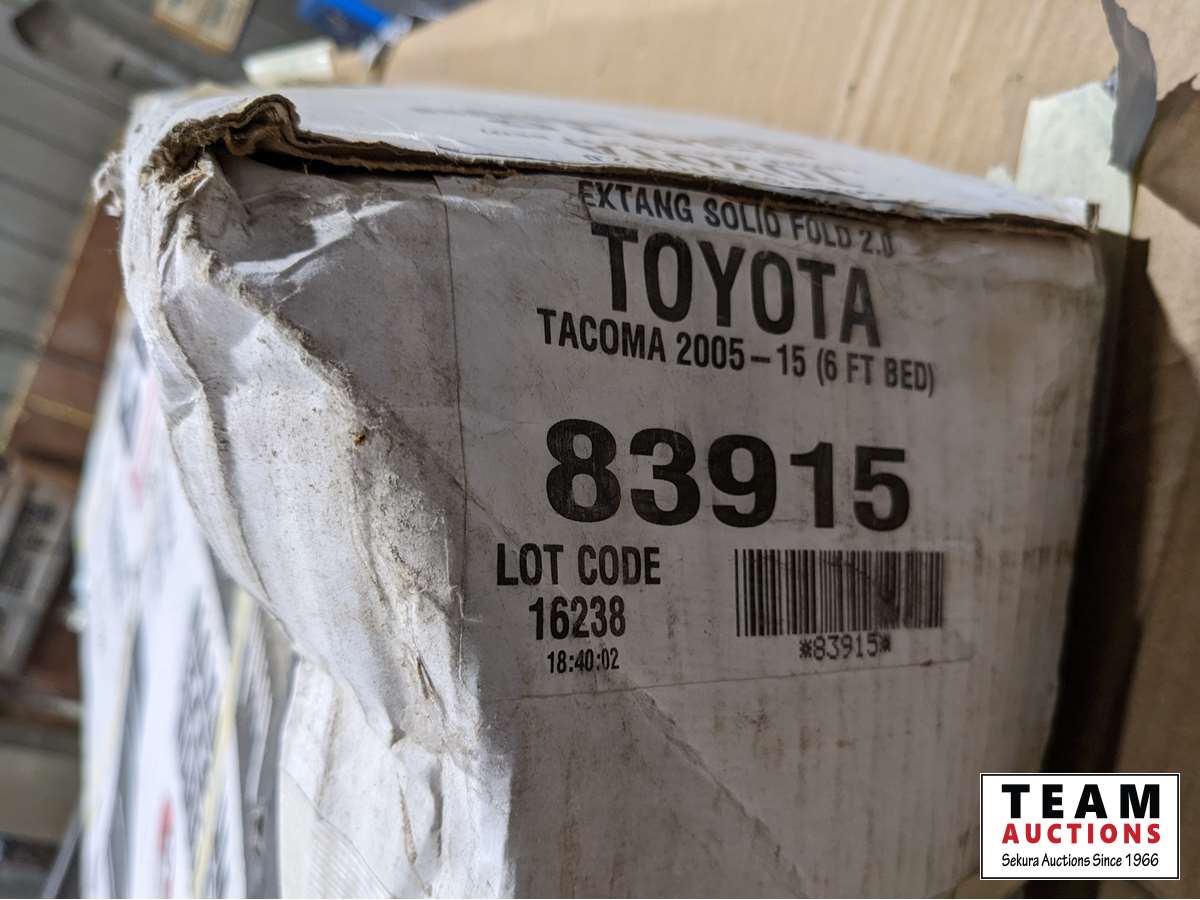 EXTANG SOLID FOLD 2.0
TOYOTA
TACOMA 2005-15 (6 FT BED)
83915
LOT CODE
16238
18:40:02
*83915*
TEAM
AUCTIONS
Sekura Auctions Since 1966